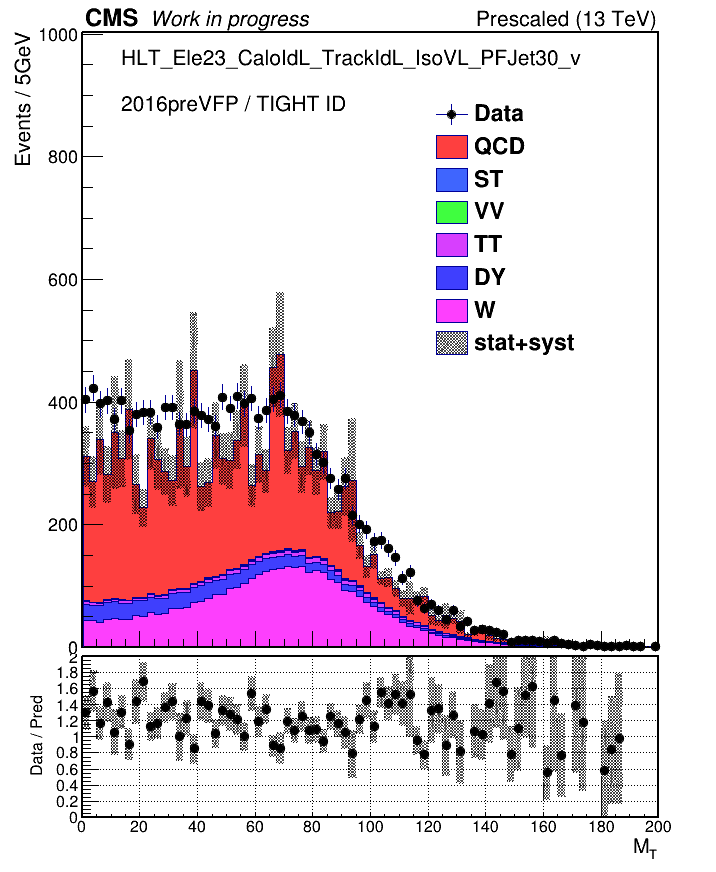 CMS Work in progress Prescaled (13 TeV)
HLT_Ele23_CaloIdL_TrackIdL_IsoVL_PFJet30_v
2016preVFP / TIGHT ID
Events / 5GeV
1000
800
600
400
200
0
Data
QCD
ST
VV
TT
DY
W
stat+syst
Data / Pred
2
1.8
1.6
1.4
1.2
1
0.8
0.6
0.4
0.2
0
0 20 40 60 80 100 120 140 160 180 200
M_T